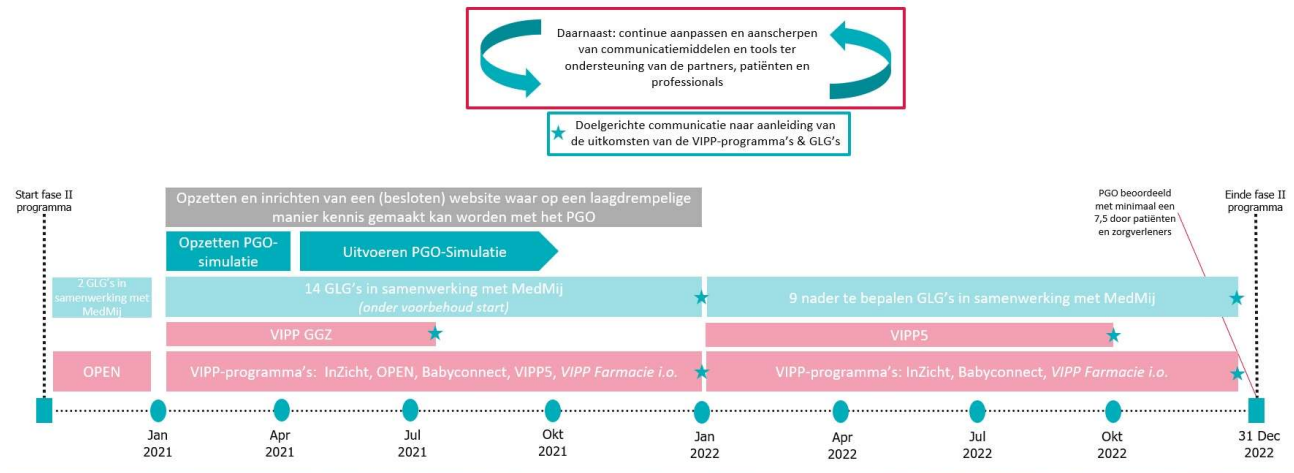 Daarnaast: continue aanpassen en aanscherpen
van communicatiemiddelen en tools ter
ondersteuning van de partners, patiënten en
professionals
Doelgerichte communicatie naar aanleiding van
de uitkomsten van de VIPP-programma's & GLG's
Start fase II
programma
Opzetten en inrichten van een (besloten) website waar op een laagdrempelige
manier kennis gemaakt kan worden met het PGO
PGO beoordeeld
met minimaal een
7,5 door patiënten
en zorgverleners
Einde fase II
programma
Opzetten PGO-
simulatie
Uitvoeren PGO-Simulatie
2 GLG's in
samenwerking met
MedMij
14 GLG's in samenwerking met MedMij
(onder voorbehoud start)
9 nader te bepalen GLG's in samenwerking met MedMij
VIPP GGZ
VIPP5
OPEN
VIPP-programma's: InZicht, OPEN, Babyconnect, VIPP5, VIPP Farmacie i.o.
VIPP-programma's: InZicht, Babyconnect, VIPP Farmacie i.o.
Jan
2021
Apr
2021
Jul
2021
Okt
2021
Jan
2022
Apr
2022
Jul
2022
Okt
2022
31 Dec
2022